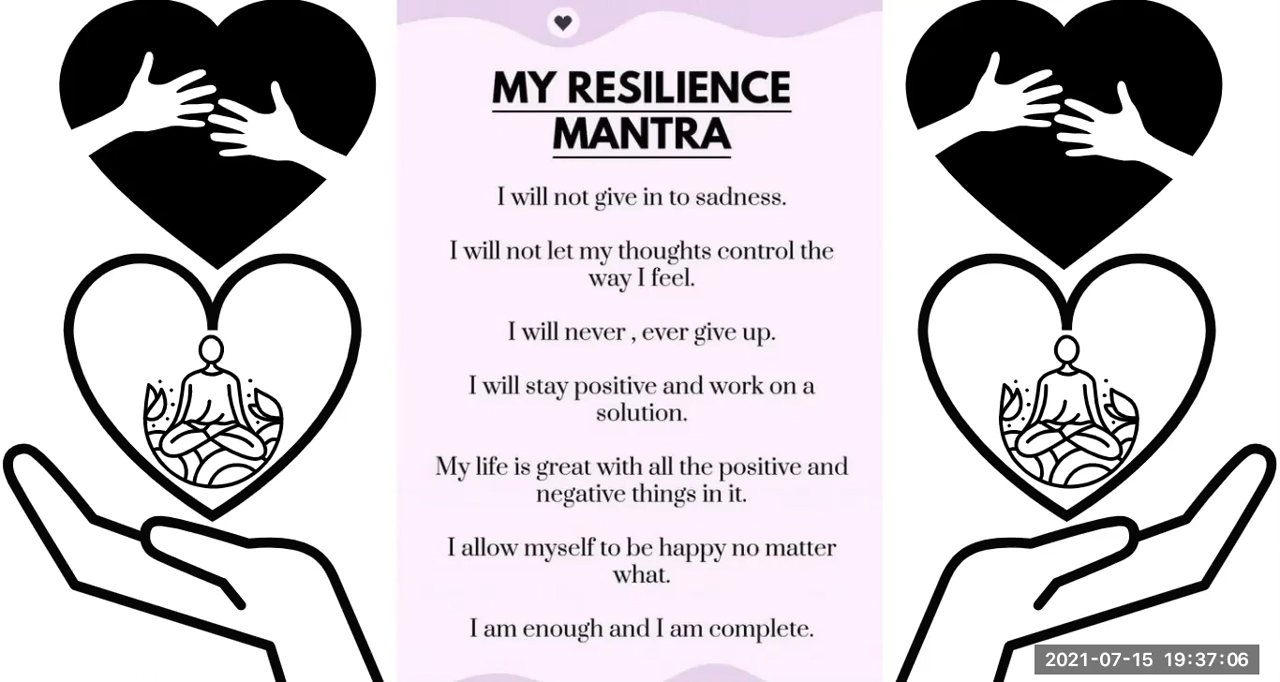 MY RESILIENCE
MANTRA
I will not give in to sadness.
I will not let my thoughts control the
way I feel.
I will never , ever give up.
I will stay positive and work on a
solution.
My life is great with all the positive and
negative things in it.
I allow myself to be happy no matter
what.
I am enough and I am complete.
2021-07-15 19:37:06